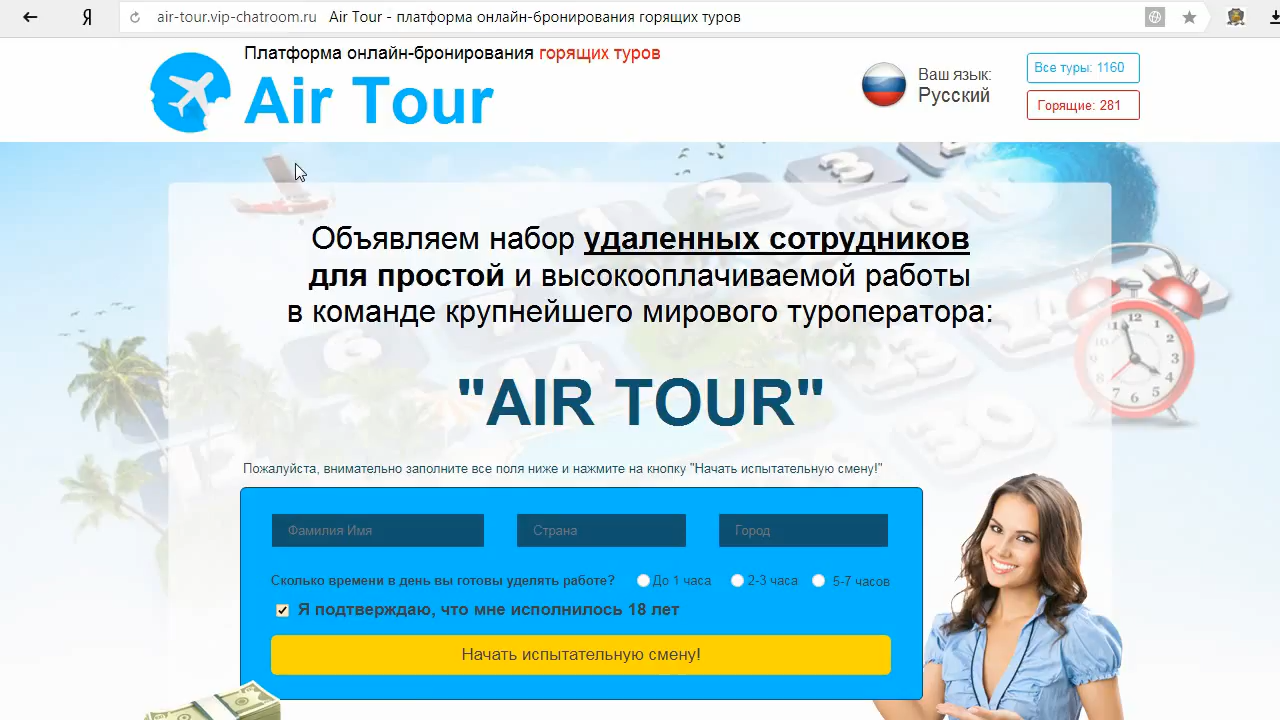 Я
air-tour.vip-chatroom.ru Air Tour - платформа онлайн-бронирования горящих туров
Платформа онлайн-бронирования горящих туров
Air Tour
Ваш язык:
Русский
Все туры: 1160
Горящие: 281
Объявляем набор удаленных сотрудников
для простой и высокооплачиваемой работы
в команде крупнейшего мирового туроператора:
"AIR TOUR"
Пожалуйста, внимательно заполните все поля ниже и нажмите на кнопку "Начать испытательную смену!"
Фамилия Имя
Страна
Город
Сколько времени в день вы готовы уделять работе? До 1 часа 2-3 часа 5-7 часов
Я подтверждаю, что мне исполнилось 18 лет
Начать испытательную смену!